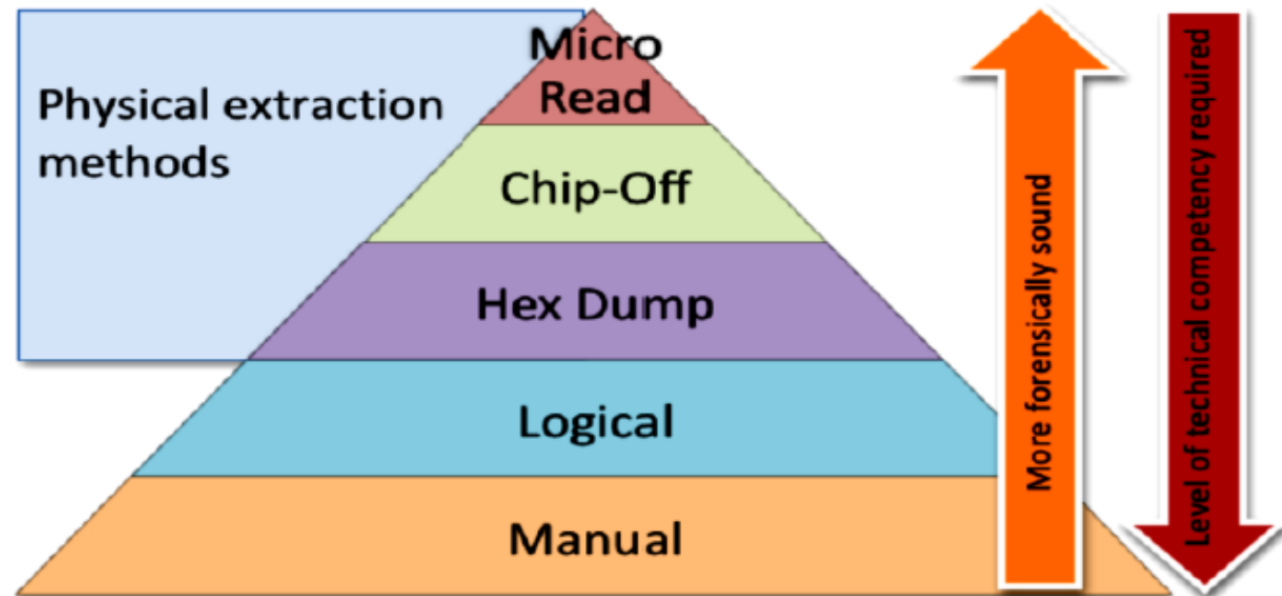 Physical extraction
methods
Micro
Read
Chip-Off
Hex Dump
Logical
Manual
More forensically sound
Level of technical competency required